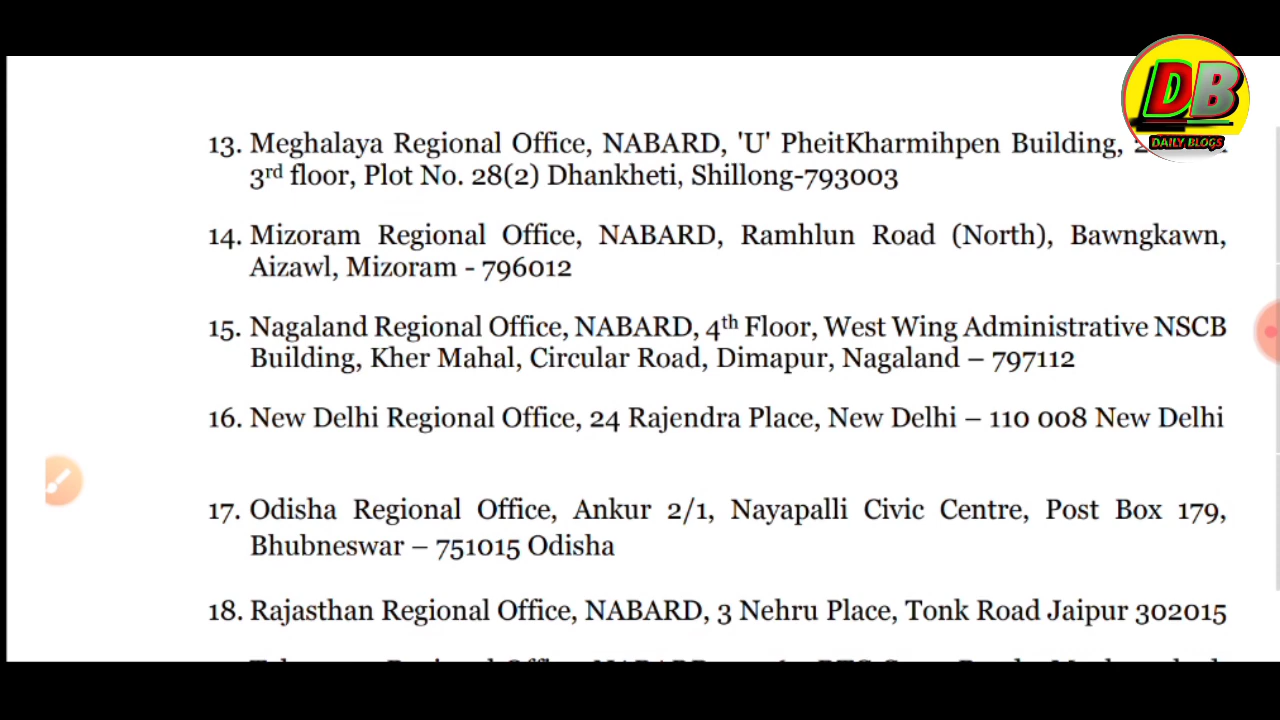 DB
DAILY BLOGS
13. Meghalaya Regional Office, NABARD, 'U' PheitKharmihpen Building,
3rd floor, Plot No. 28(2) Dhankheti, Shillong-793003
14. Mizoram Regional Office, NABARD, Ramhlun Road (North), Bawngkawn,
Aizawl, Mizoram - 796012
15. Nagaland Regional Office, NABARD, 4th Floor, West Wing Administrative NSCB
Building, Kher Mahal, Circular Road, Dimapur, Nagaland – 797112
16. New Delhi Regional Office, 24 Rajendra Place, New Delhi – 110 008 New Delhi
17. Odisha Regional Office, Ankur 2/1, Nayapalli Civic Centre, Post Box 179,
Bhubneswar – 751015 Odisha
18. Rajasthan Regional Office, NABARD, 3 Nehru Place, Tonk Road Jaipur 302015